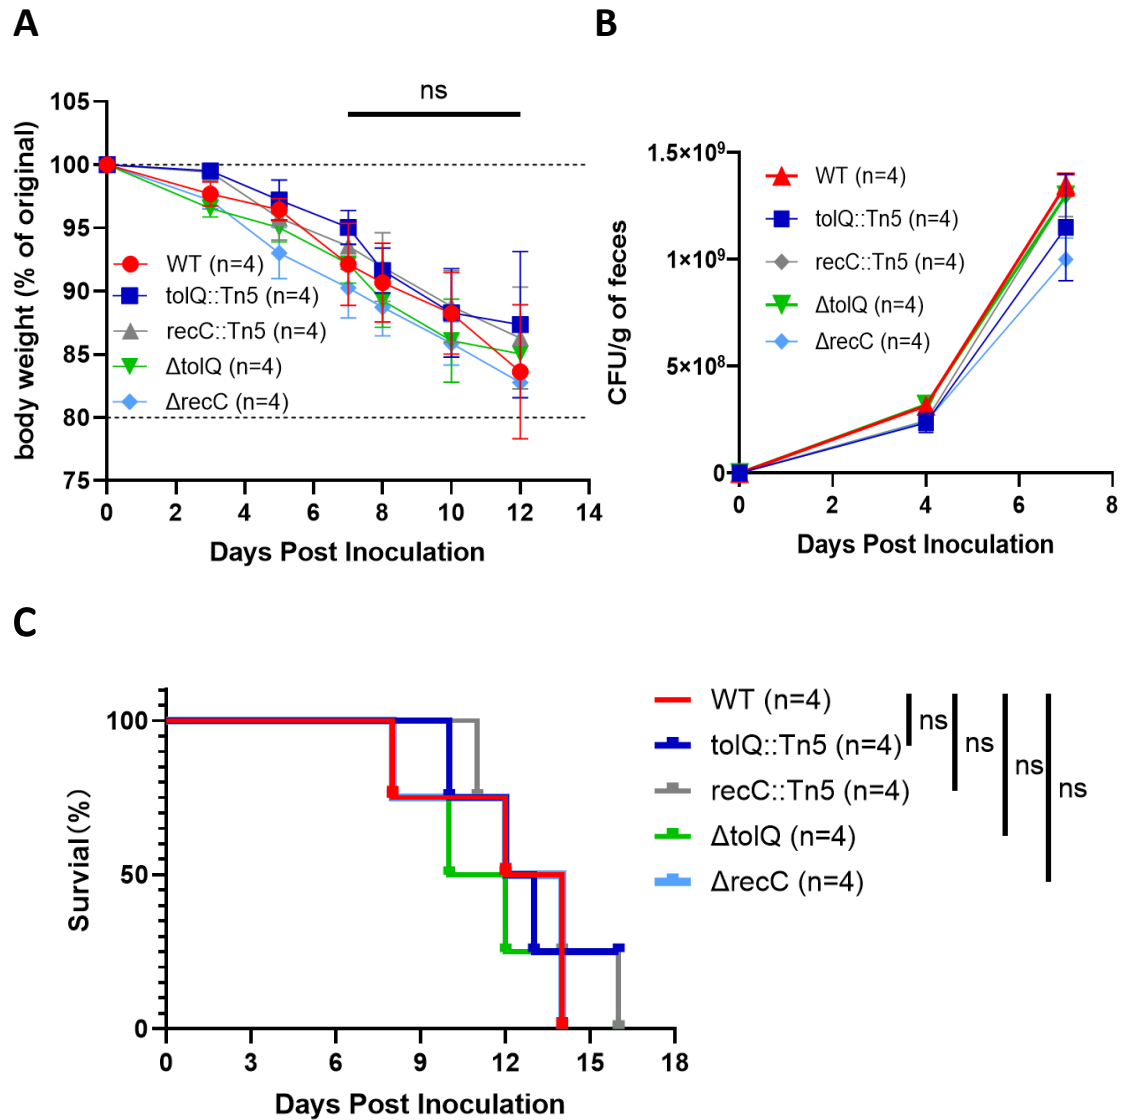 A
B
ns
105
100
95
90
85
80
75
body weight (% of original)
WT (n=4)
tolQ::Tn5 (n=4)
recC::Tn5 (n=4)
ΔtolQ (n=4)
ΔrecC (n=4)
0 2 4 6 8 10 12 14
Days Post Inoculation
1.5×10⁹
1×10⁹
5×10⁸
0
CFU/g of feces
WT (n=4)
tolQ::Tn5 (n=4)
recC::Tn5 (n=4)
ΔtolQ (n=4)
ΔrecC (n=4)
0 2 4 6 8
Days Post Inoculation
C
100
50
0
Survial(%)
0 3 6 9 12 15 18
Days Post Inoculation
WT (n=4)
tolQ::Tn5 (n=4)
recC::Tn5 (n=4)
ΔtolQ (n=4)
ΔrecC (n=4)
ns
ns
ns
ns